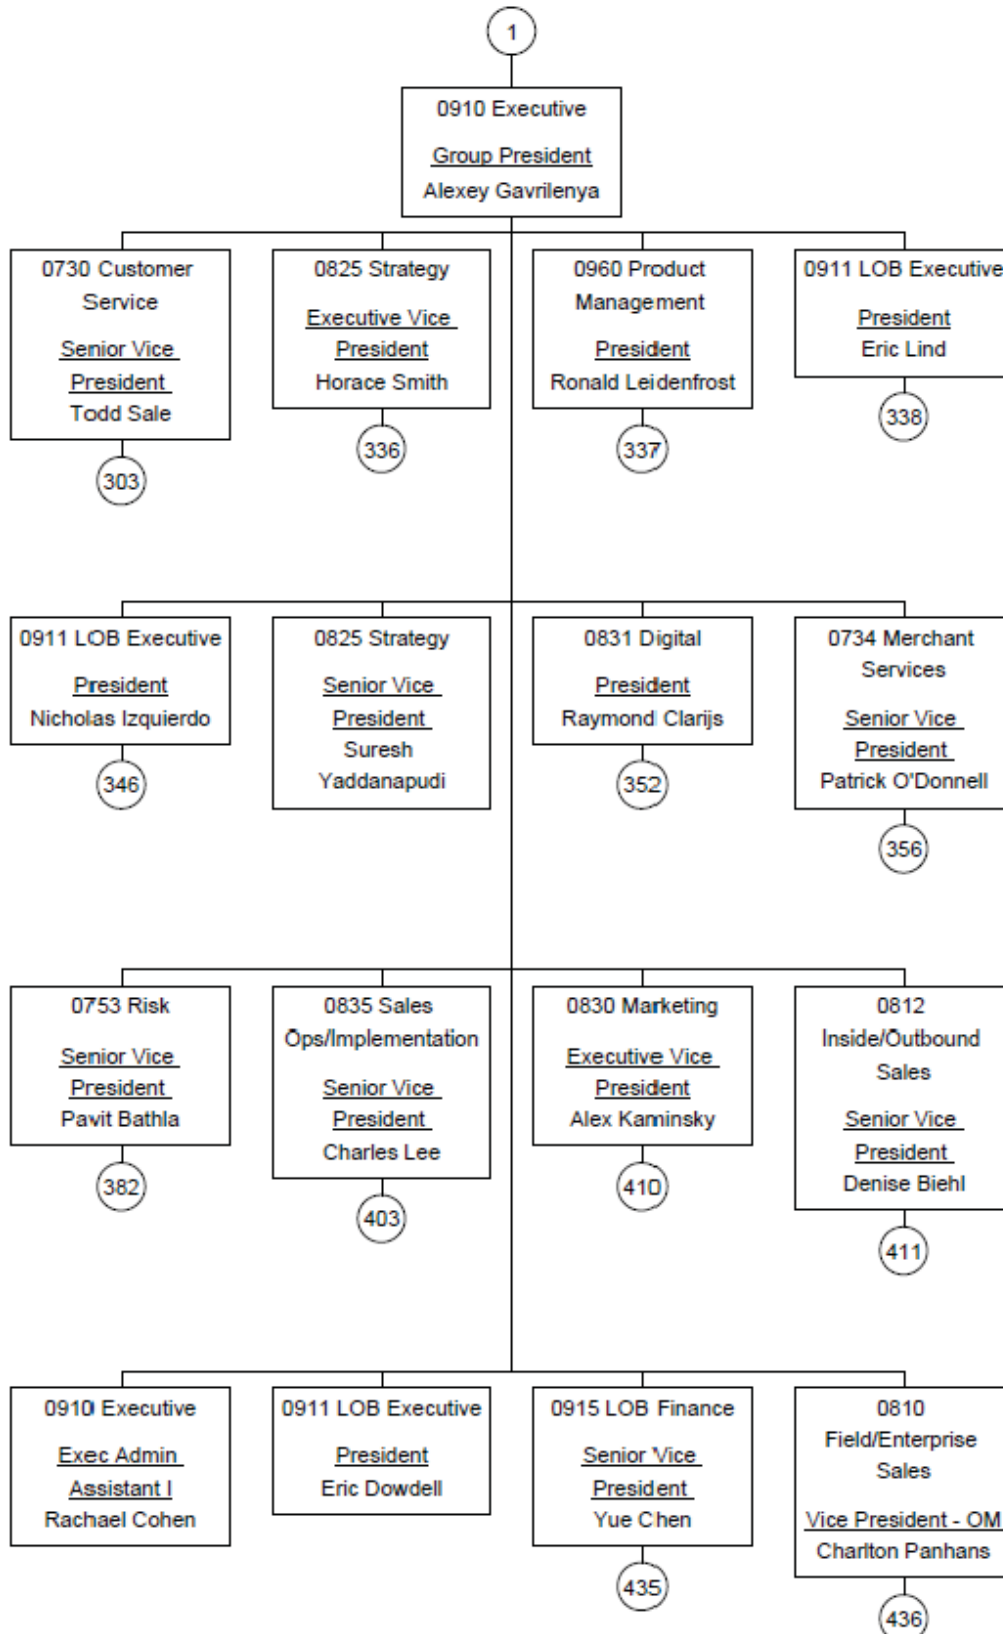 1
0910 Executive
Group President
Alexey Gavrilenya
0730 Customer
Service
Senior Vice
President
Todd Sale
303
0825 Strategy
Executive Vice
President
Horace Smith
336
0960 Product
Management
President
Ronald Leidenfrost
337
0911 LOB Executive
President
Eric Lind
338
0911 LOB Executive
President
Nicholas Izquierdo
346
0825 Strategy
Senior Vice
President
Suresh
Yaddanapudi
0831 Digital
President
Raymond Clarijs
352
0734 Merchant
Services
Senior Vice
President
Patrick O'Donnell
356
0753 Risk
Senior Vice
President
Pavit Bathla
382
0835 Sales
Ops/Implementation
Senior Vice
President
Charles Lee
403
0830 Marketing
Executive Vice
President
Alex Kaminsky
410
0812
Inside/Outbound
Sales
Senior Vice
President
Denise Biehl
411
0910 Executive
Exec Admin
Assistant I
Rachael Cohen
0911 LOB Executive
President
Eric Dowdell
0915 LOB Finance
Senior Vice
President
Yue Chen
435
0810
Field/Enterprise
Sales
Vice President - OM
Charlton Panhans
436